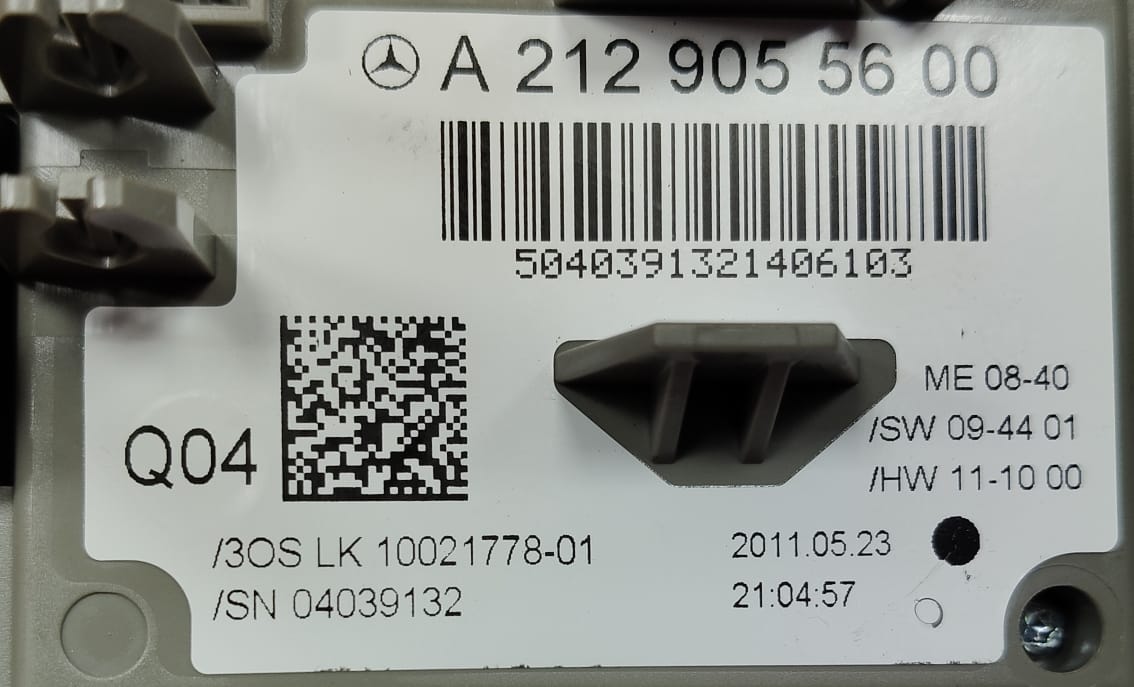 A 212 905 56 00
5040391321406103
ME 08-40
/SW 09-44 01
/HW 11-10 00
Q04
/3OS LK 10021778-01
2011.05.23
/SN 04039132
21:04:57